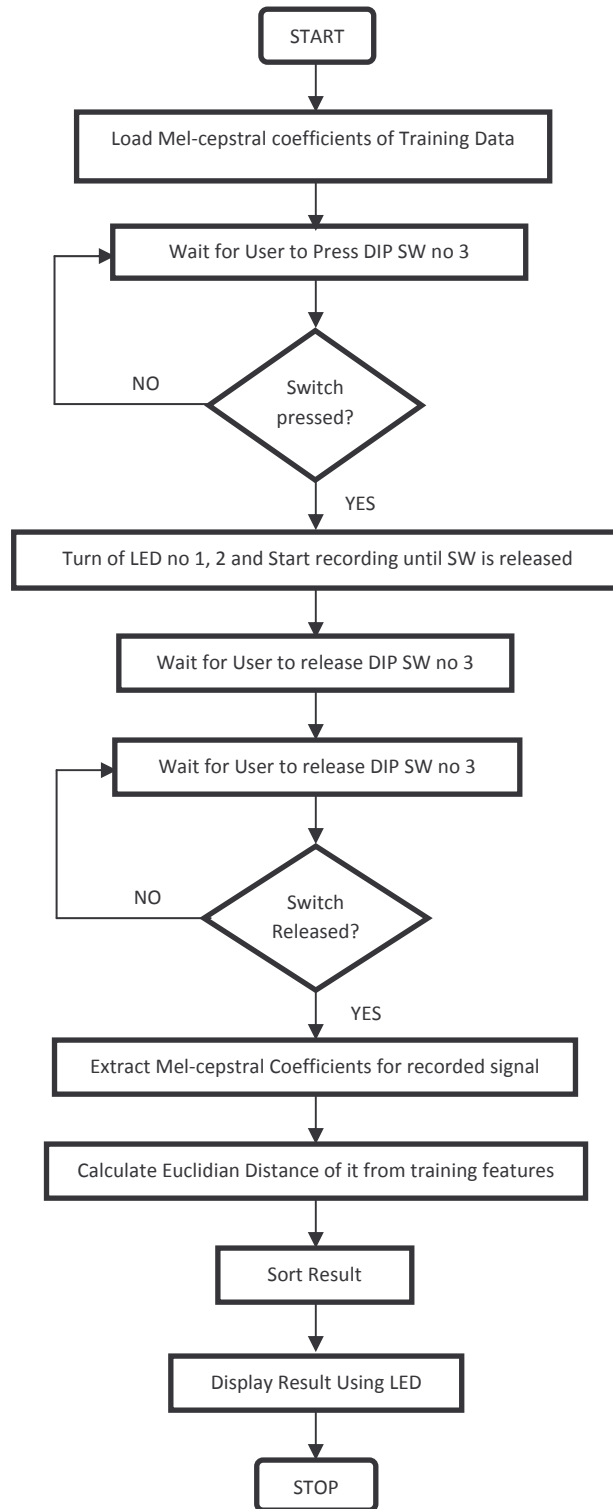 START
Load Mel-cepstral coefficients of Training Data
Wait for User to Press DIP SW no 3
NO
Switch
pressed?
YES
Turn of LED no 1, 2 and Start recording until SW is released
Wait for User to release DIP SW no 3
Wait for User to release DIP SW no 3
NO
Switch
Released?
YES
Extract Mel-cepstral Coefficients for recorded signal
Calculate Euclidian Distance of it from training features
Sort Result
Display Result Using LED
STOP